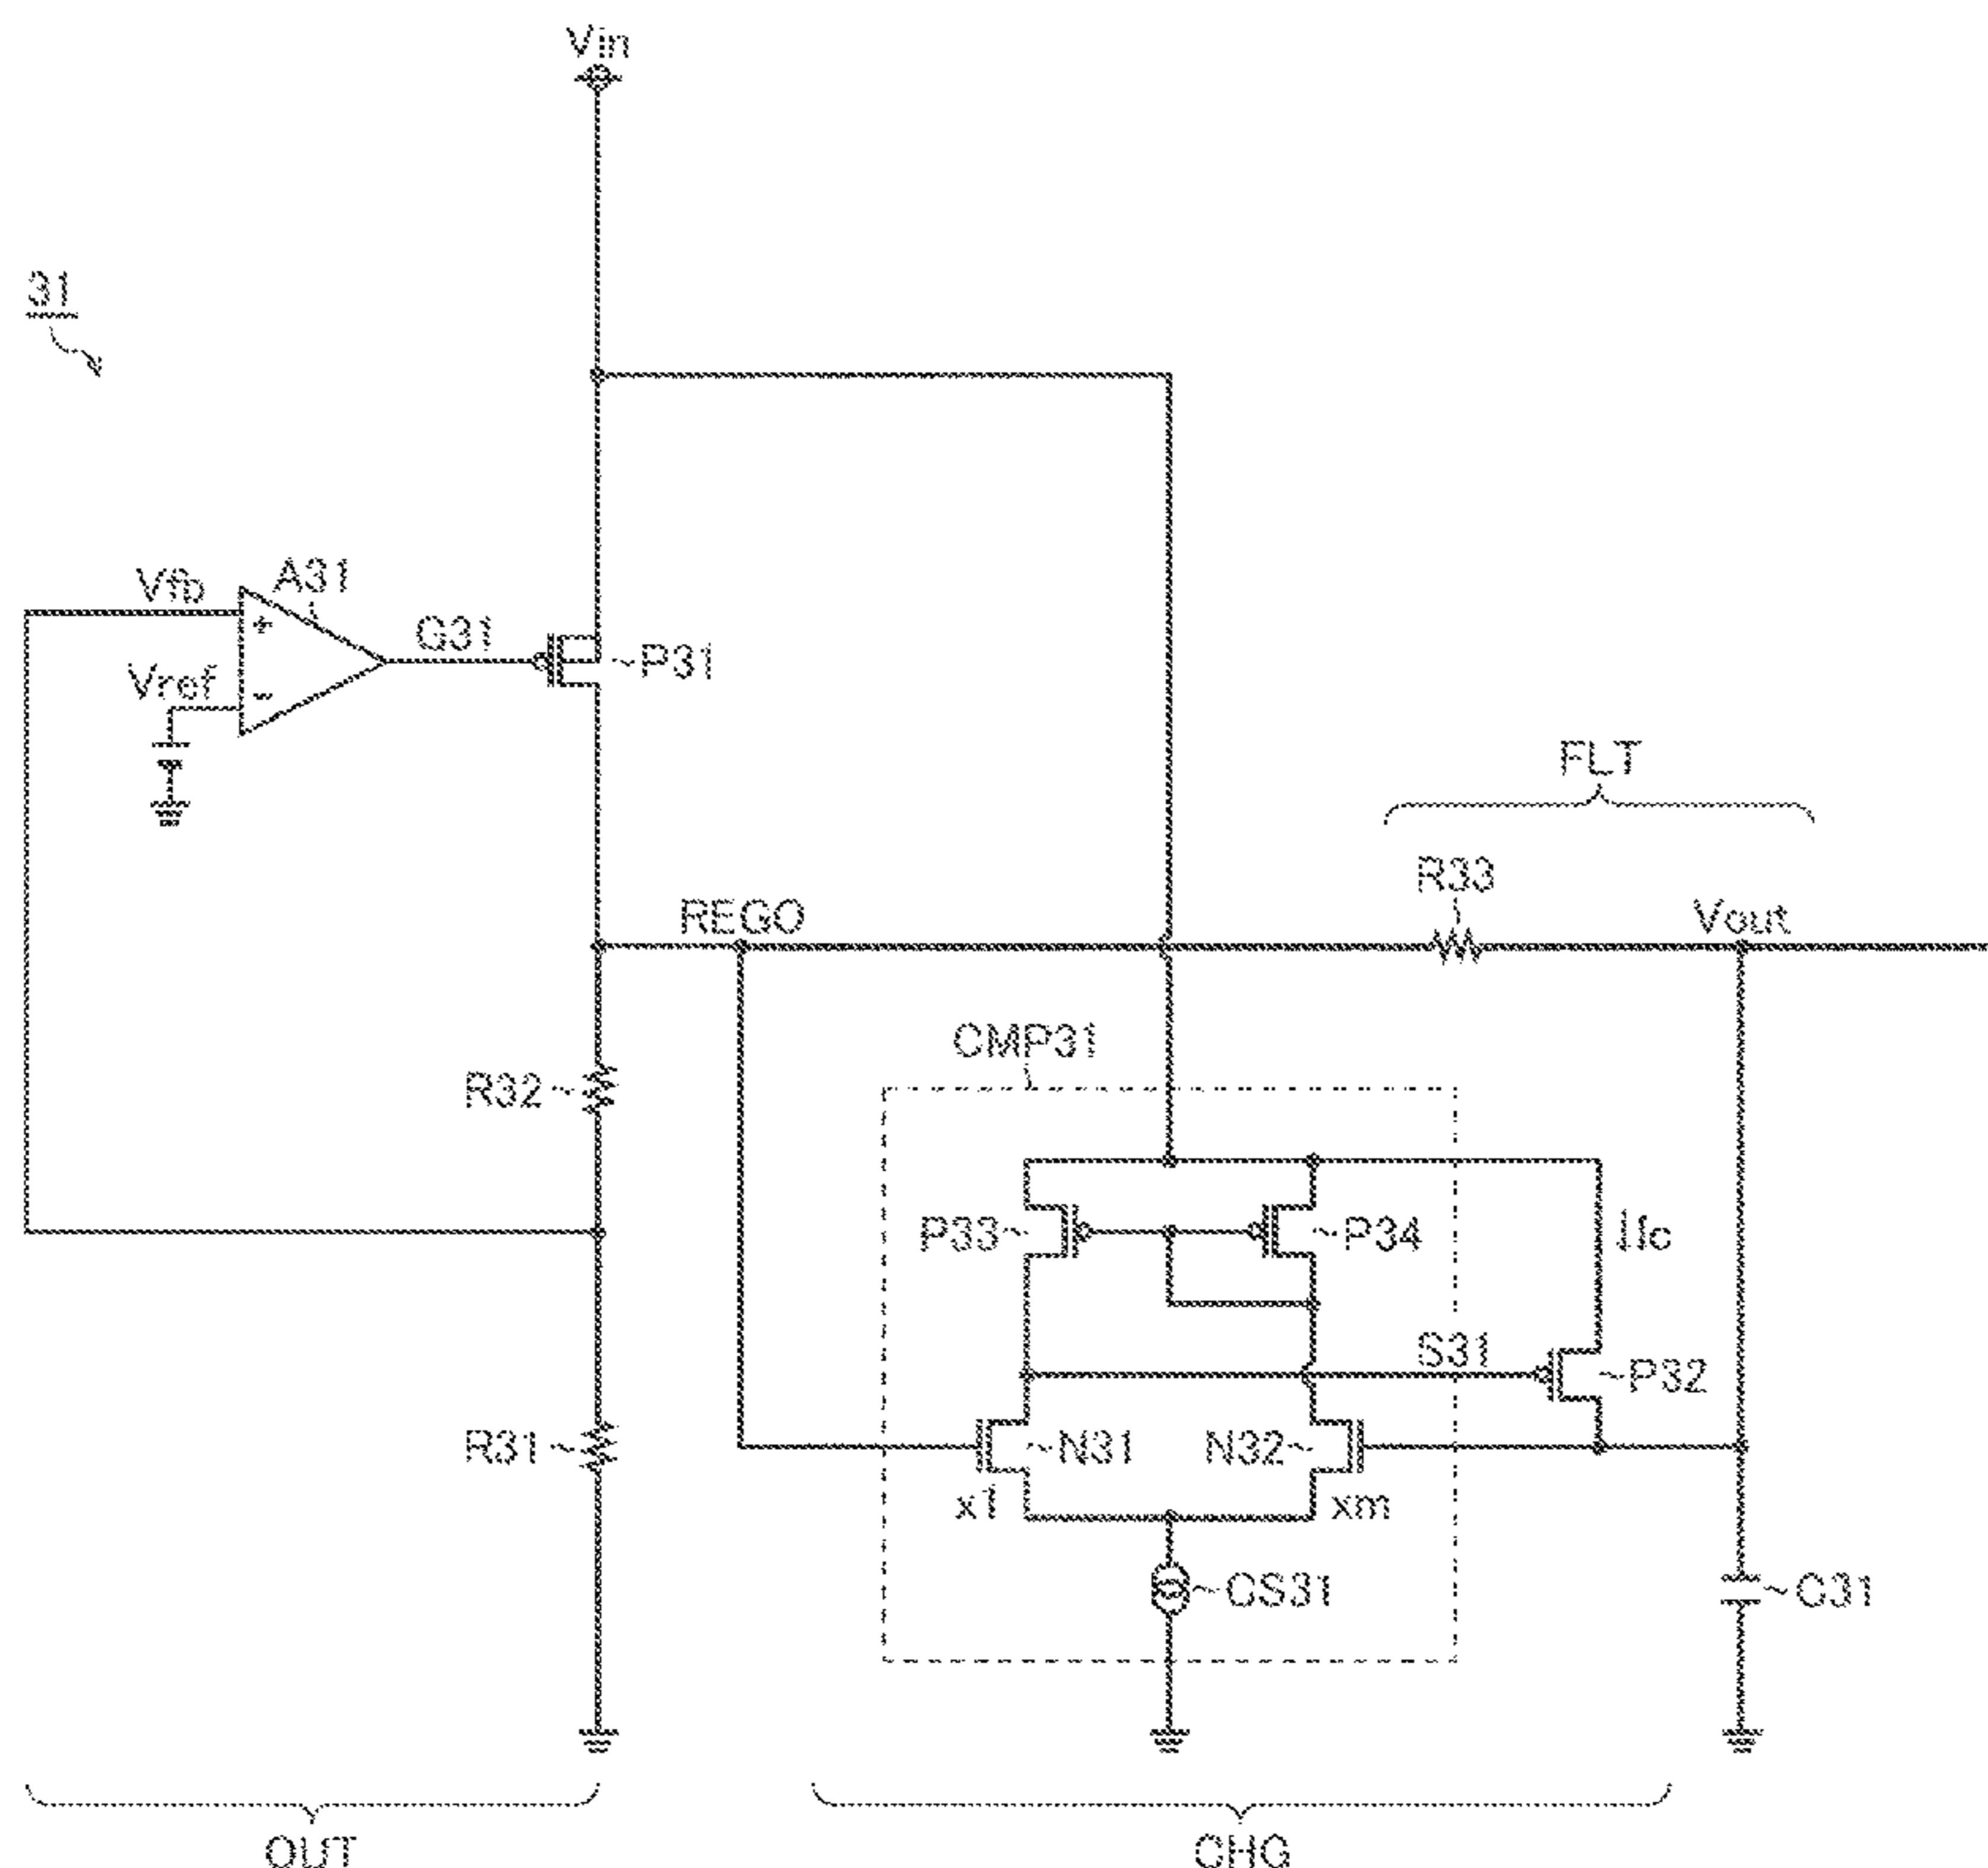 Vin
31
Vfb
A31
G31
P31
Vref
+
-
FLT
R33
REGO
Vout
CMP31
R32
P33
P34
Ic
S31
P32
R31
N31
N32
x1
xm
CS31
C31
OUT
CHG